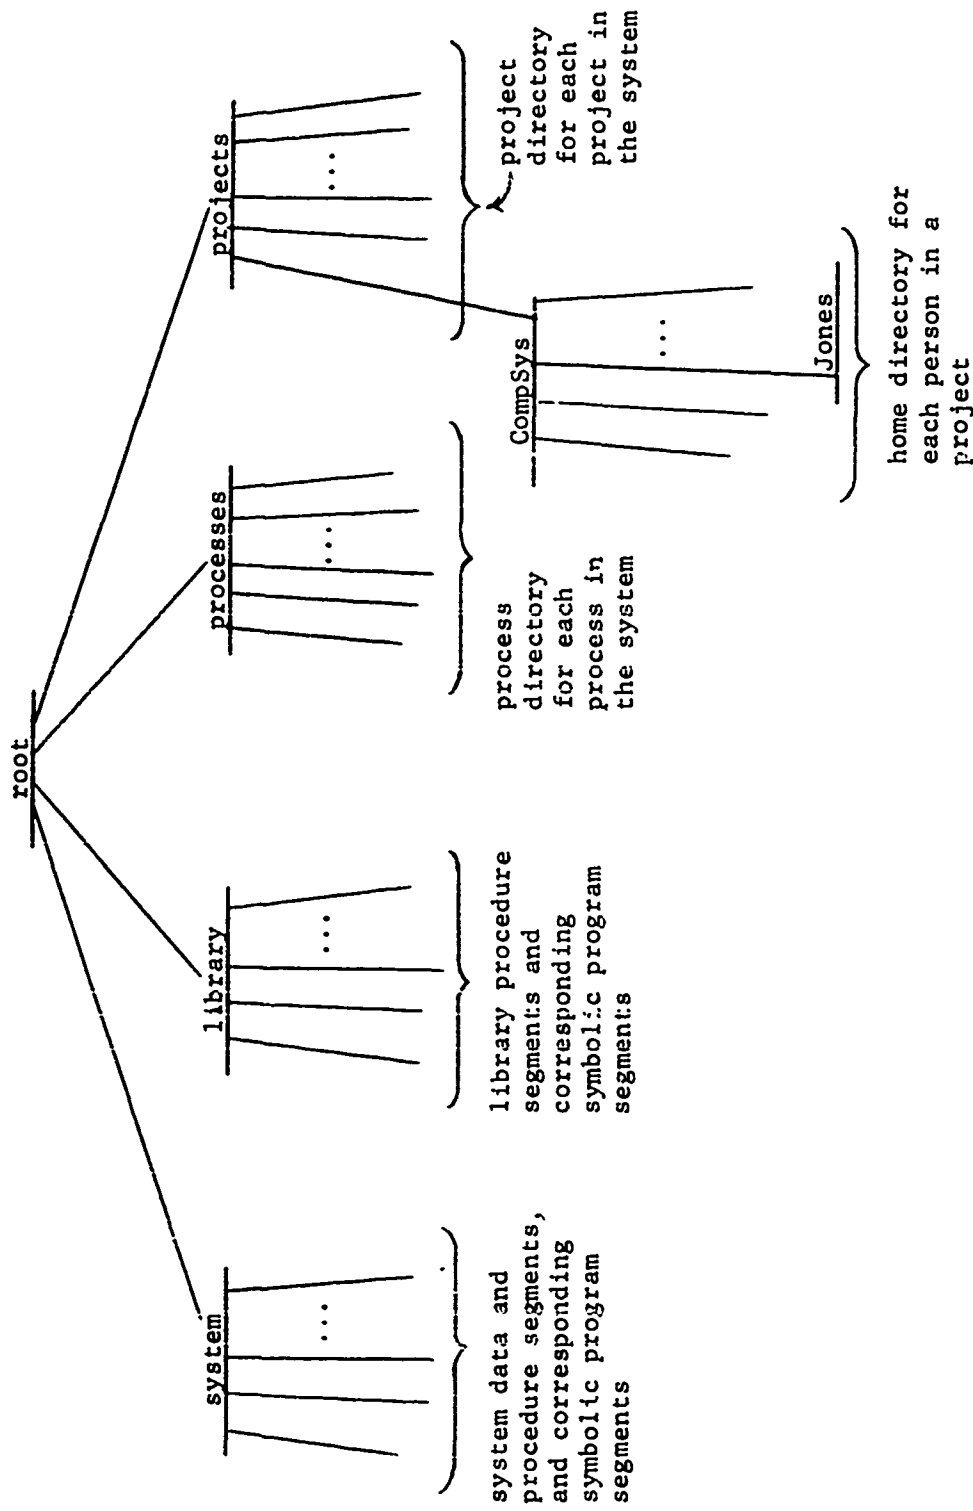 root
system
library
processes
projects
system data and
procedure segments,
and corresponding
symbolic program
segments
library procedure
segments and
corresponding
symbolic program
segments
process
directory
for each
process in
the system
project
directory
for each
project in
the system
CompSys
Jones
home directory for
each person in a
project